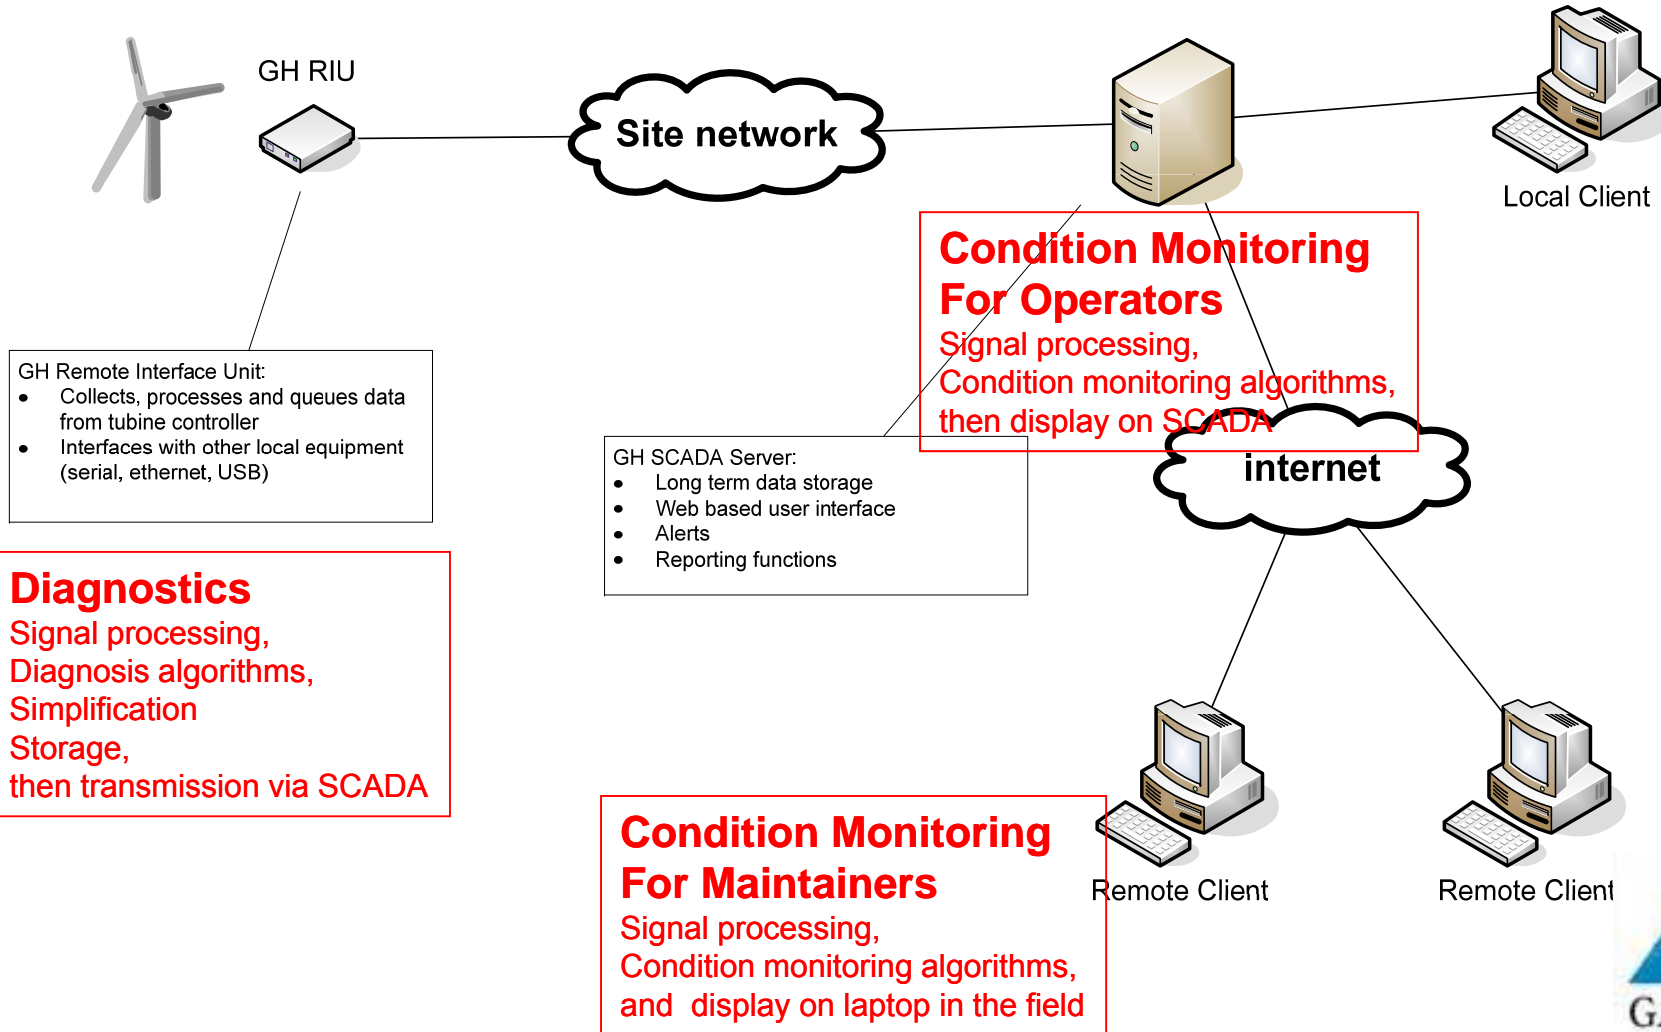 GH RIU
Site network
Local Client
Condition Monitoring
For Operators
Signal processing,
Condition monitoring algorithms,
then display on SCADA
GH Remote Interface Unit:
• Collects, processes and queues data
from tubine controller
• Interfaces with other local equipment
(serial, ethernet, USB)
GH SCADA Server:
• Long term data storage
• Web based user interface
• Alerts
• Reporting functions
internet
Diagnostics
Signal processing,
Diagnosis algorithms,
Simplification
Storage,
then transmission via SCADA
Condition Monitoring
For Maintainers
Signal processing,
Condition monitoring algorithms,
and display on laptop in the field
Remote Client
Remote Client